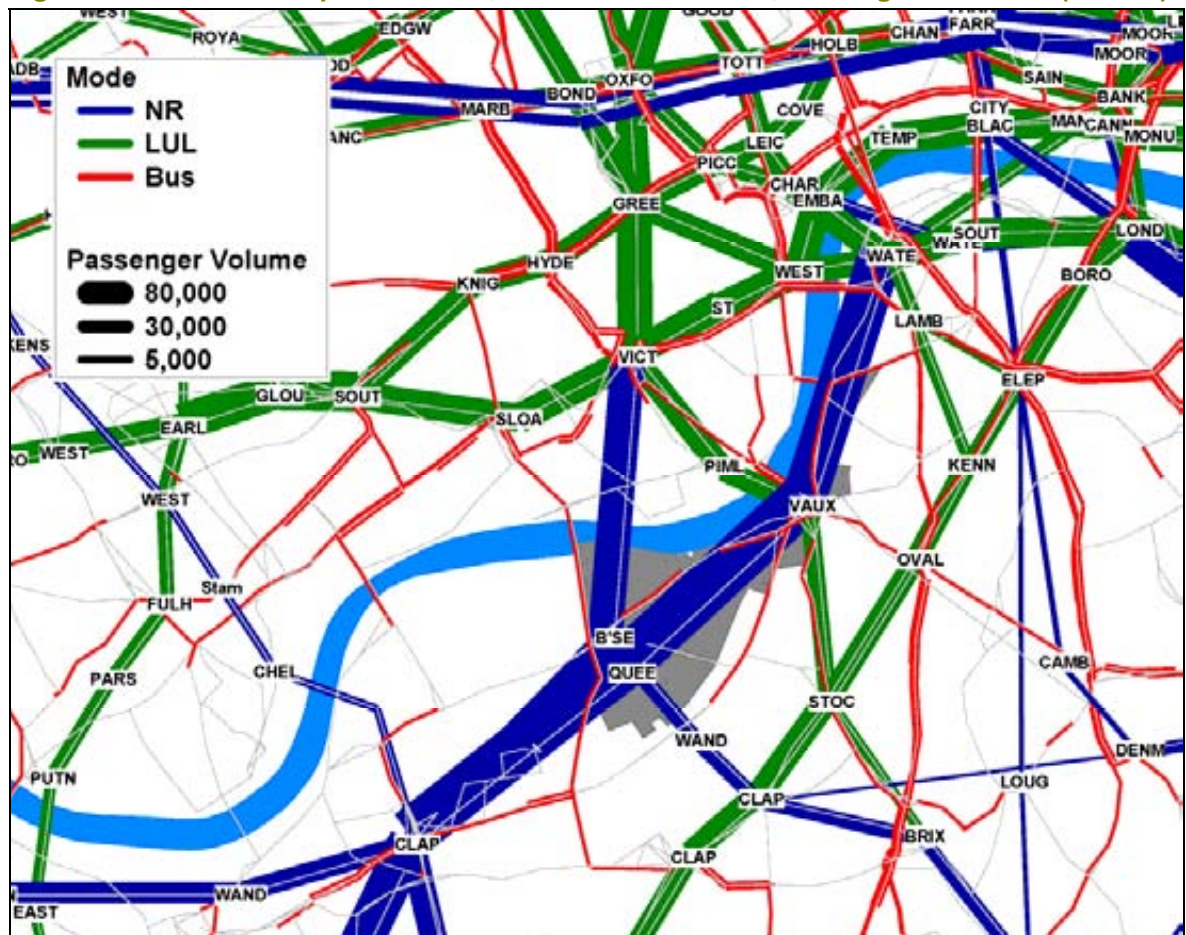 WEST
ROYA
EDGW
GOOD
TOTT
HOLB
CHAN
FARR
MOOR
MOOR
OXFO
BOND
MARB
SAIN
BANK
CITY
BLAC
COVE
LEIC
TEMP
MAN
CANN
MONU
PICC
CHAR
EMBA
GREE
SOUT
LOND
WATE
WATE
WEST
BORO
HYDE
KNIG
ST
LAMB
VICT
ELEP
Mode
NR
LUL
Bus
Passenger Volume
80,000
30,000
5,000
KENS
GLOU
SOUT
SLOA
EARL
WEST
PIML
KENN
WEST
VAUX
OVAL
Stam
FULH
B'SE
QUEE
CHEL
PARS
CAMB
STOC
WAND
DENM
PUTN
LOUG
CLAP
BRIX
CLAP
CLAP
WAND
EAST